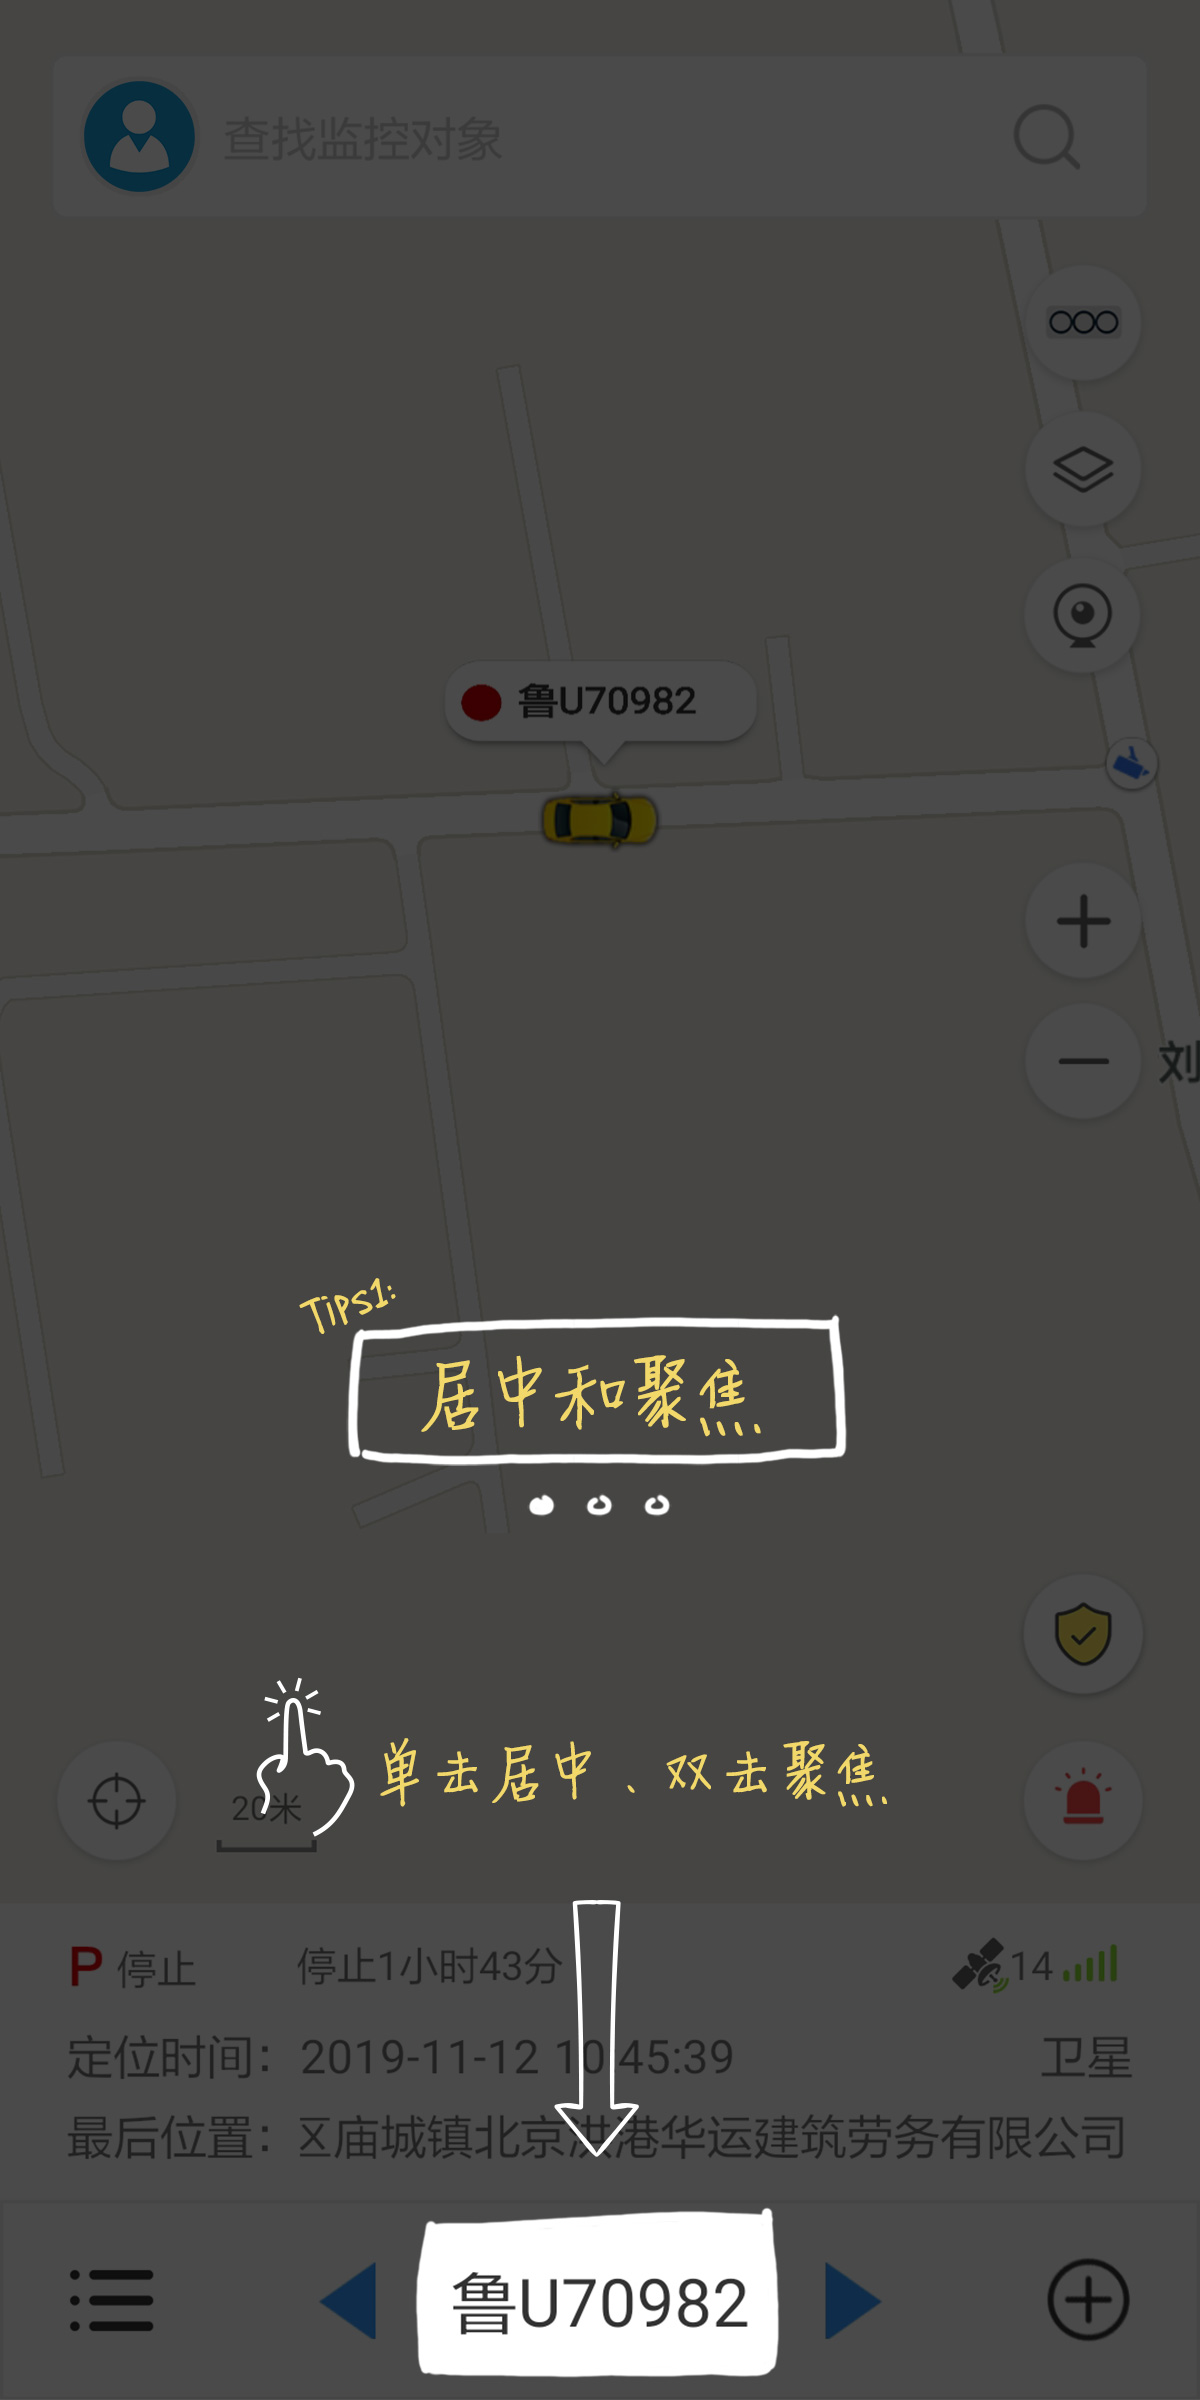 查找监控对象
鲁U70982
刘
Tips1:
居中和聚焦
单击居中、双击聚焦
20米
P 停止 停止1小时43分 14
定位时间: 2019-11-12 10:45:39 卫星
最后位置: 区庙城镇北京洪港华运建筑劳务有限公司
鲁U70982